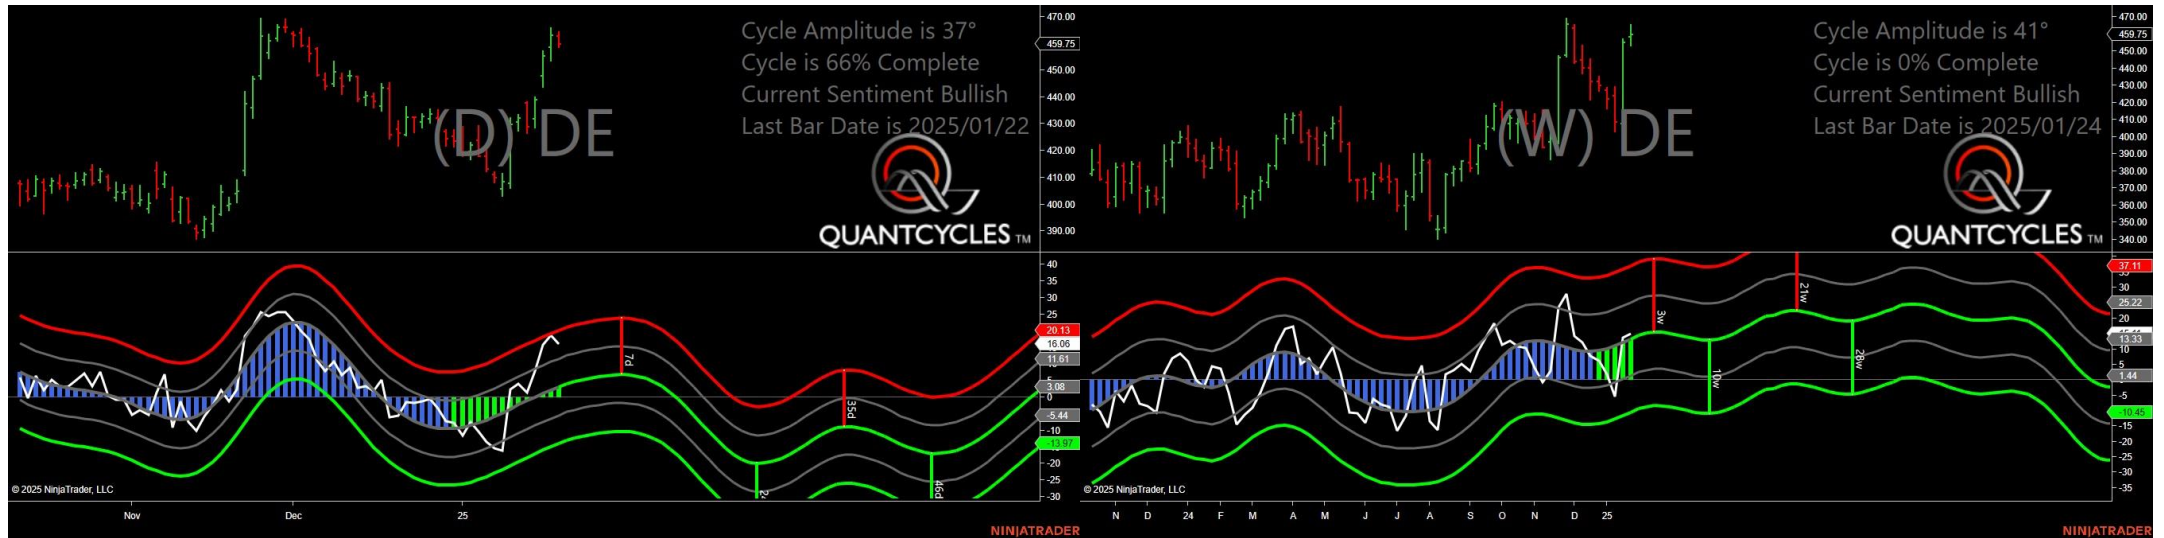 Cycle Amplitude is 37°
Cycle is 66% Complete
Current Sentiment Bullish
Last Bar Date is 2025/01/22
(D) DE
QUANTCYCLES TM
470.00
459.75
450.00
440.00
430.00
420.00
410.00
400.00
390.00
40
35
30
25
20.13
16.06
11.61
3.08
0
-5.44
-10
-13.97
-20
-25
-30
7d
35d
46d
© 2025 NinjaTrader, LLC
Nov Dec 25
NINJATRADER
Cycle Amplitude is 41°
Cycle is 0% Complete
Current Sentiment Bullish
Last Bar Date is 2025/01/24
(W) DE
QUANTCYCLES TM
470.00
459.75
450.00
440.00
430.00
420.00
410.00
400.00
390.00
380.00
370.00
360.00
350.00
340.00
37.11
30
25.22
20
13.33
10
1.44
-5
-10.45
-15
-20
-25
-30
-35
3w
21w
10w
28w
© 2025 NinjaTrader, LLC
N D 24 F M A M J J A S O N D 25
NINJATRADER